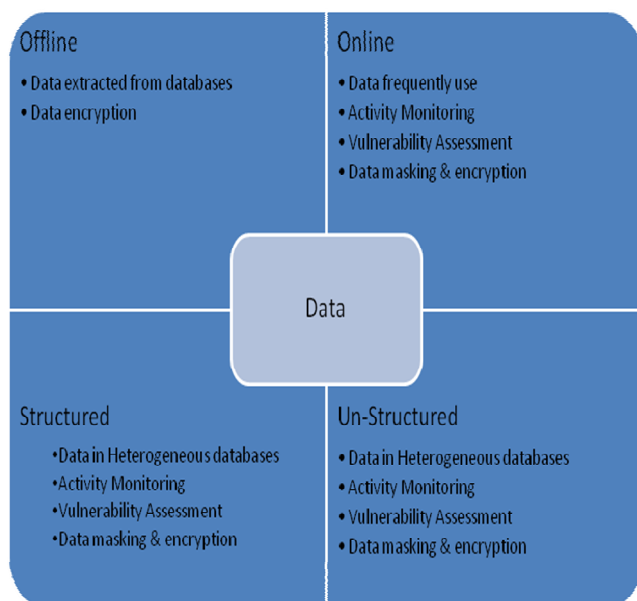 Offline
• Data extracted from databases
• Data encryption
Online
• Data frequently use
• Activity Monitoring
• Vulnerability Assessment
• Data masking & encryption
Data
Structured
•Data in Heterogeneous databases
•Activity Monitoring
•Vulnerability Assessment
•Data masking & encryption
Un-Structured
• Data in Heterogeneous databases
• Activity Monitoring
• Vulnerability Assessment
• Data masking & encryption